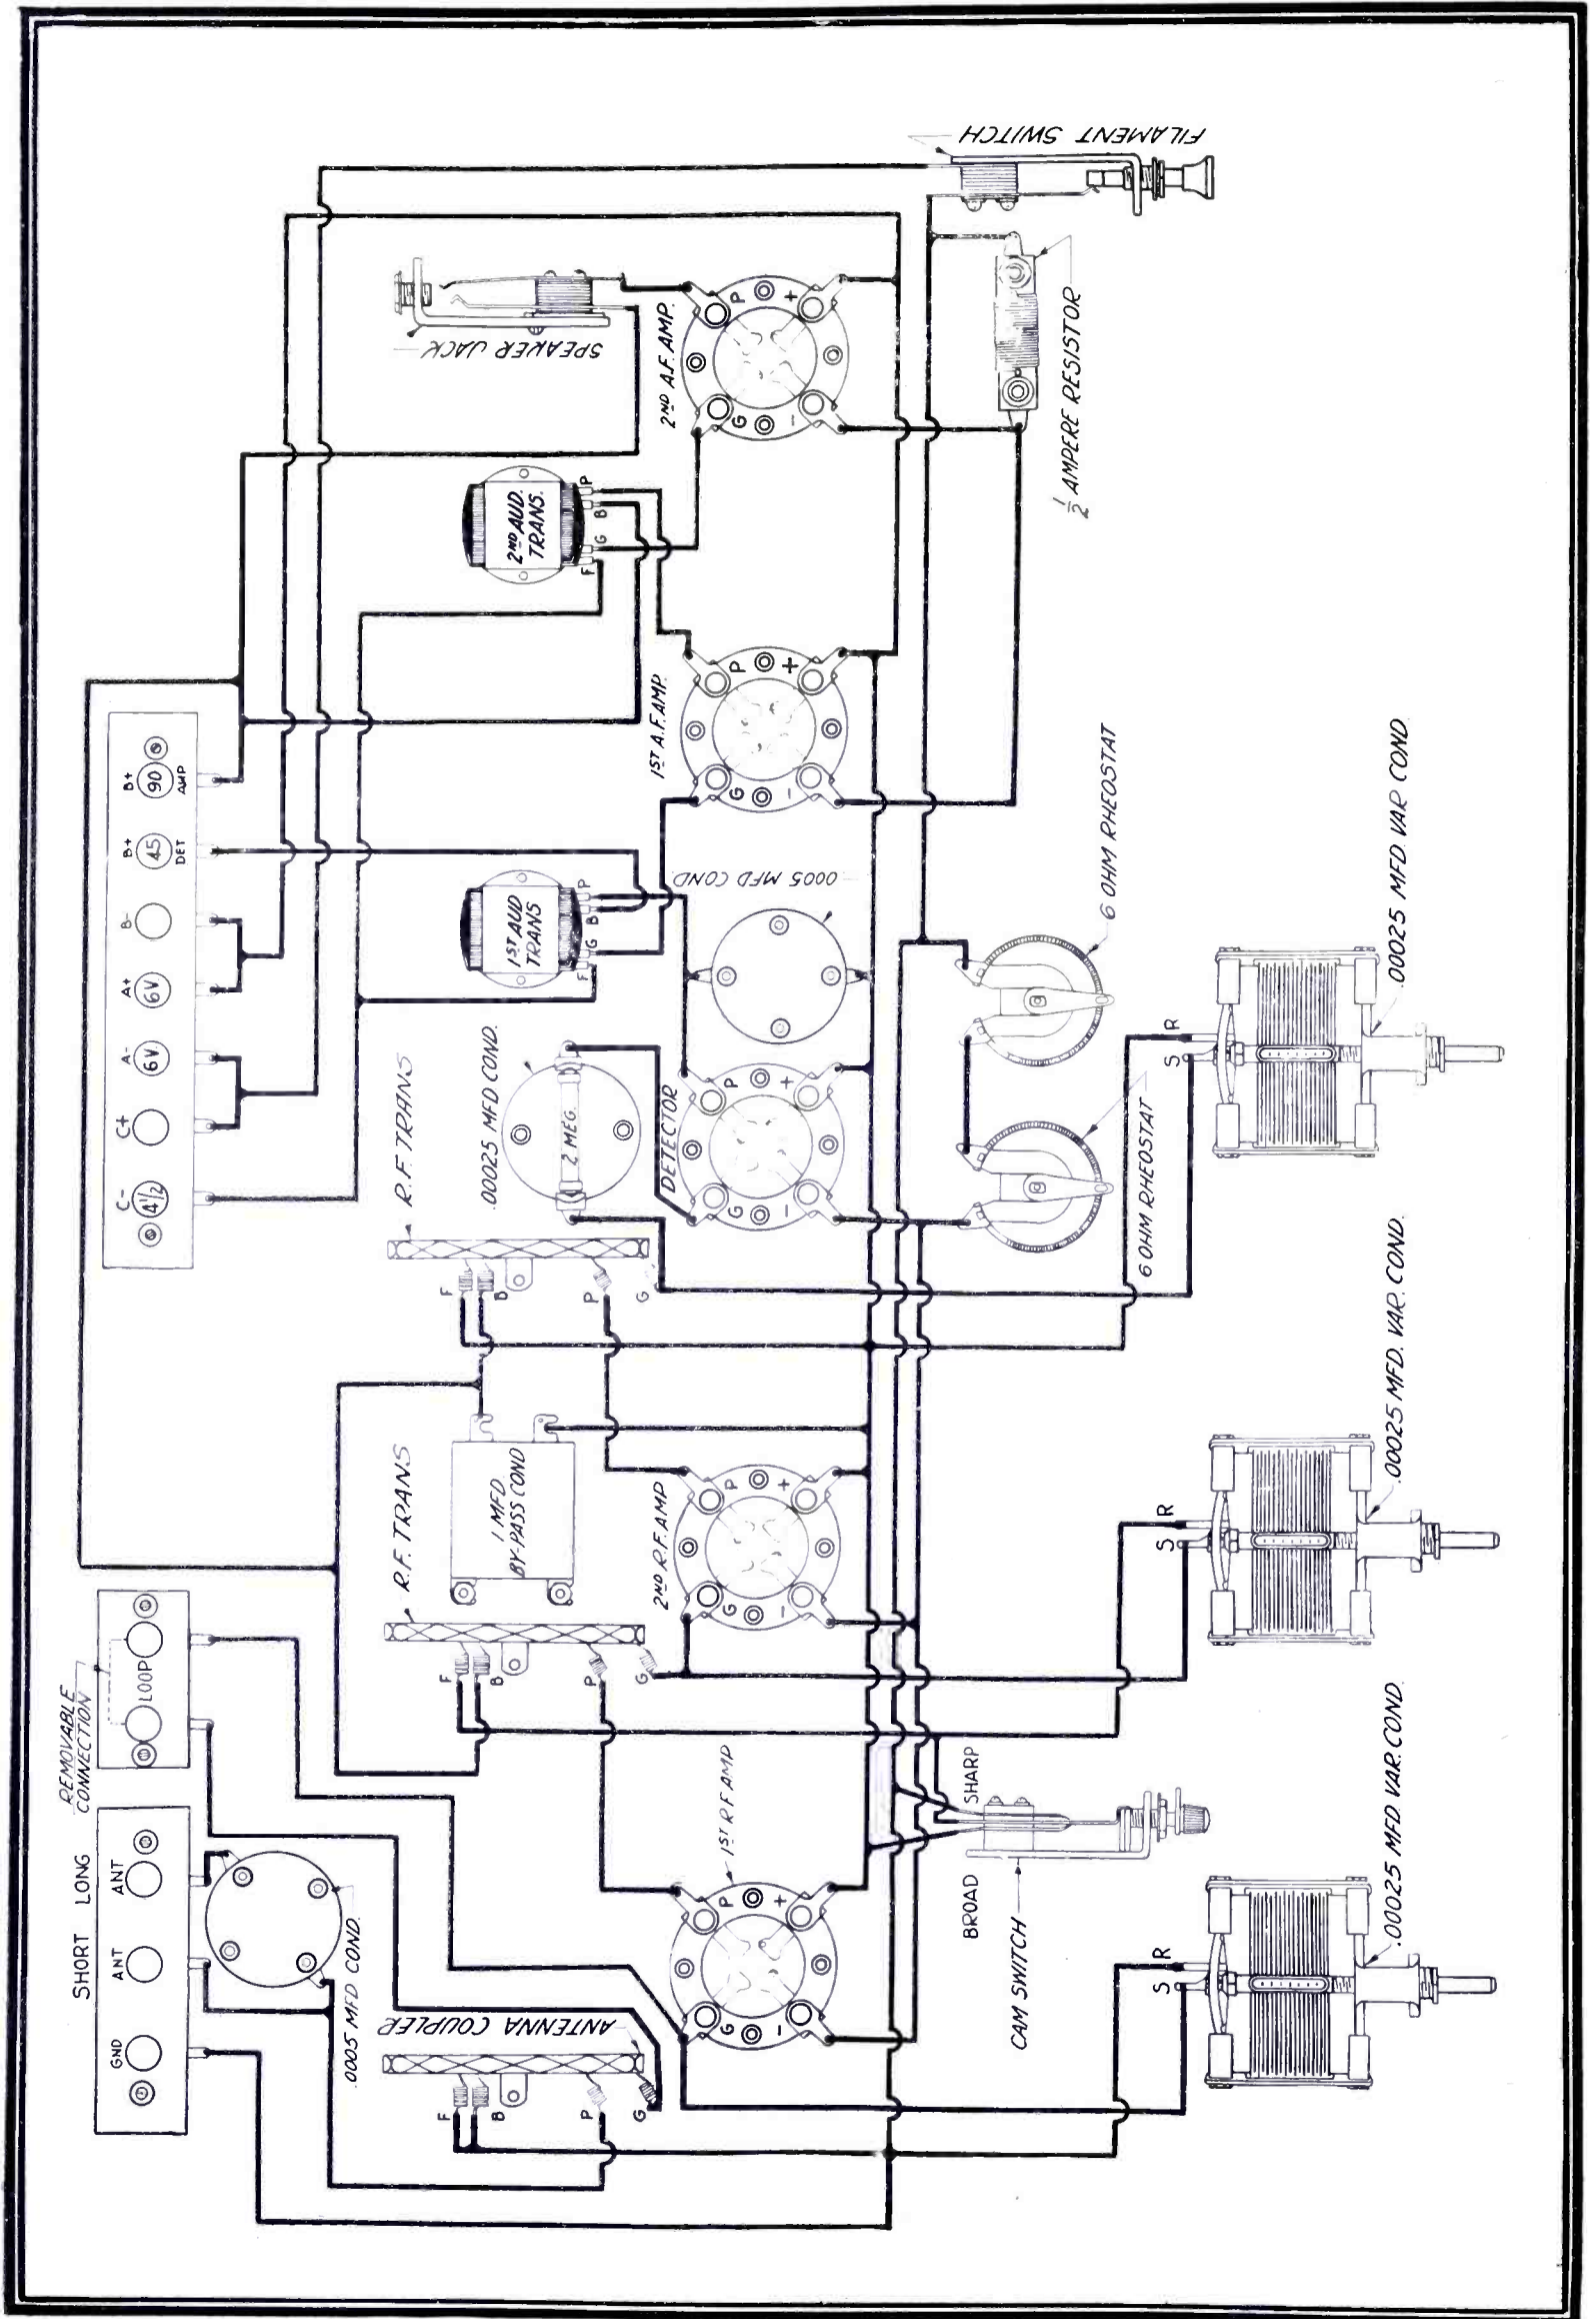 SHORT LONG
GND
ANT
ANT
REMOVABLE
CONNECTION
LOOP
C-
4½
C+
A-
6V
A+
6V
B-
B+
45
DET
B+
90
AMP
.0005 MFD COND.
ANTENNA COUPLER
F
B
P
G
R.F. TRANS
F
B
P
G
1 MFD
BY-PASS COND
R.F. TRANS
F
B
P
G
.00025 MFD COND.
2 MEG.
1ST AUD
TRANS
F
G
B
P
2ND AUD.
TRANS.
F
G
B
P
SPEAKER JACK
1ST R F AMP
G
P
-
+
2ND R.F. AMP
G
P
-
+
DETECTOR
G
P
-
+
.0005 MFD COND
1ST A.F. AMP.
G
P
-
+
2ND A.F. AMP.
G
P
-
+
FILAMENT SWITCH
BROAD
SHARP
CAM SWITCH
6 OHM RHEOSTAT
6 OHM RHEOSTAT
½ AMPERE RESISTOR
S
R
.00025 MFD VAR. COND.
S
R
.00025 MFD. VAR. COND.
S
R
.00025 MFD. VAR COND